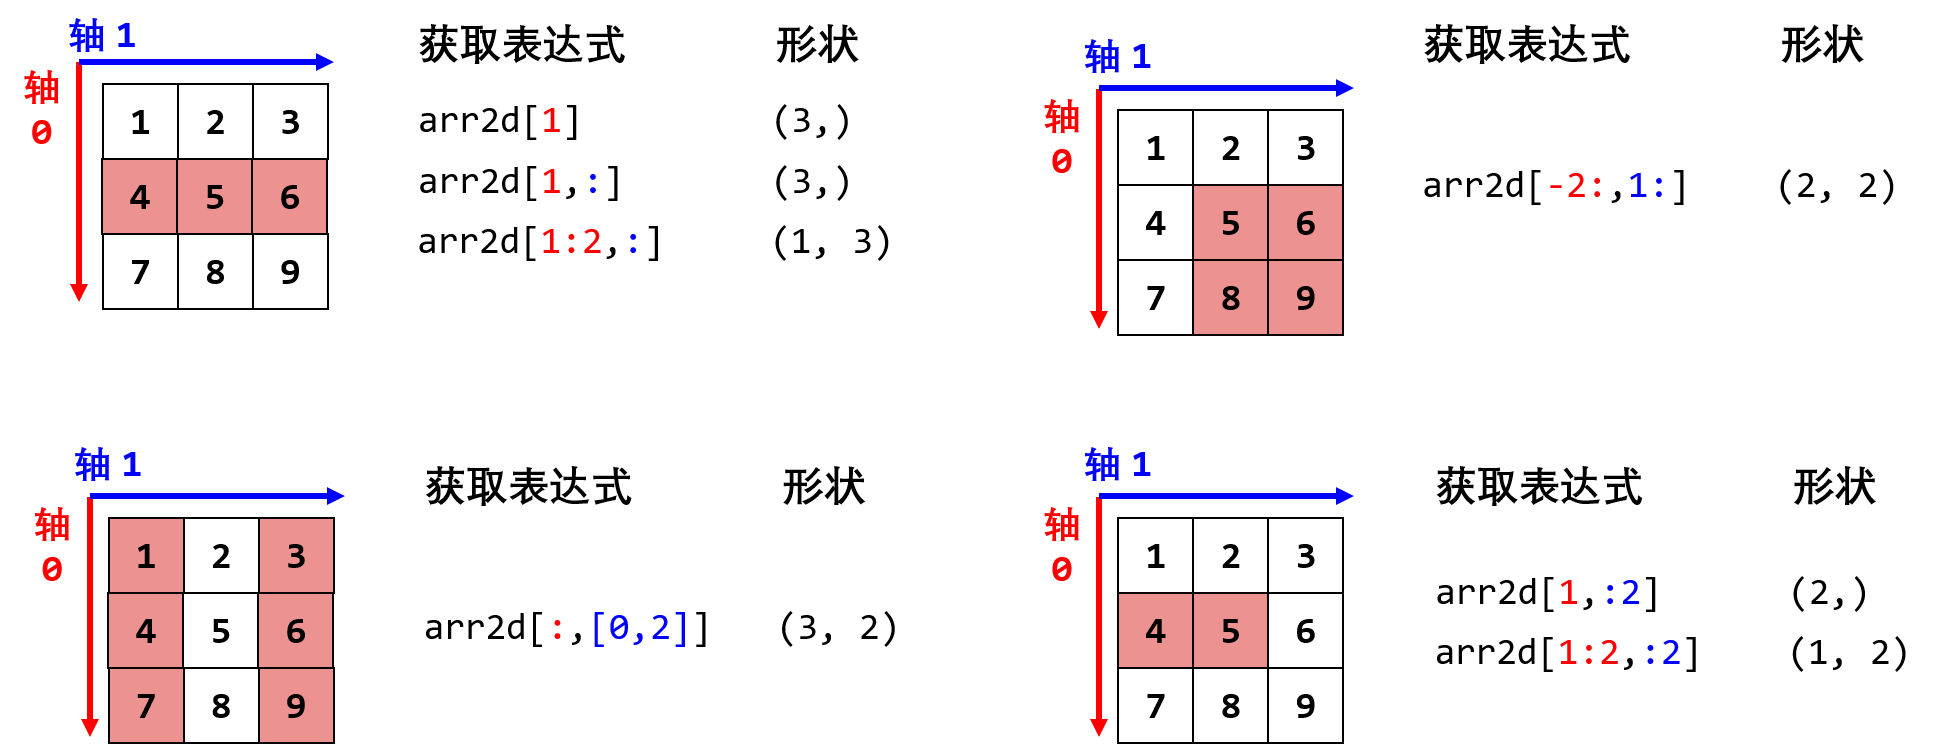 轴 1
获取表达式 形状
轴
0
1 2 3
4 5 6
7 8 9
arr2d[1] (3,)
arr2d[1,:] (3,)
arr2d[1:2,:] (1, 3)
轴 1
获取表达式 形状
轴
0
1 2 3
4 5 6
7 8 9
arr2d[-2:,1:] (2, 2)
轴 1
获取表达式 形状
轴
0
1 2 3
4 5 6
7 8 9
arr2d[:,[0,2]] (3, 2)
轴 1
获取表达式 形状
轴
0
1 2 3
4 5 6
7 8 9
arr2d[1,:2] (2,)
arr2d[1:2,:2] (1, 2)